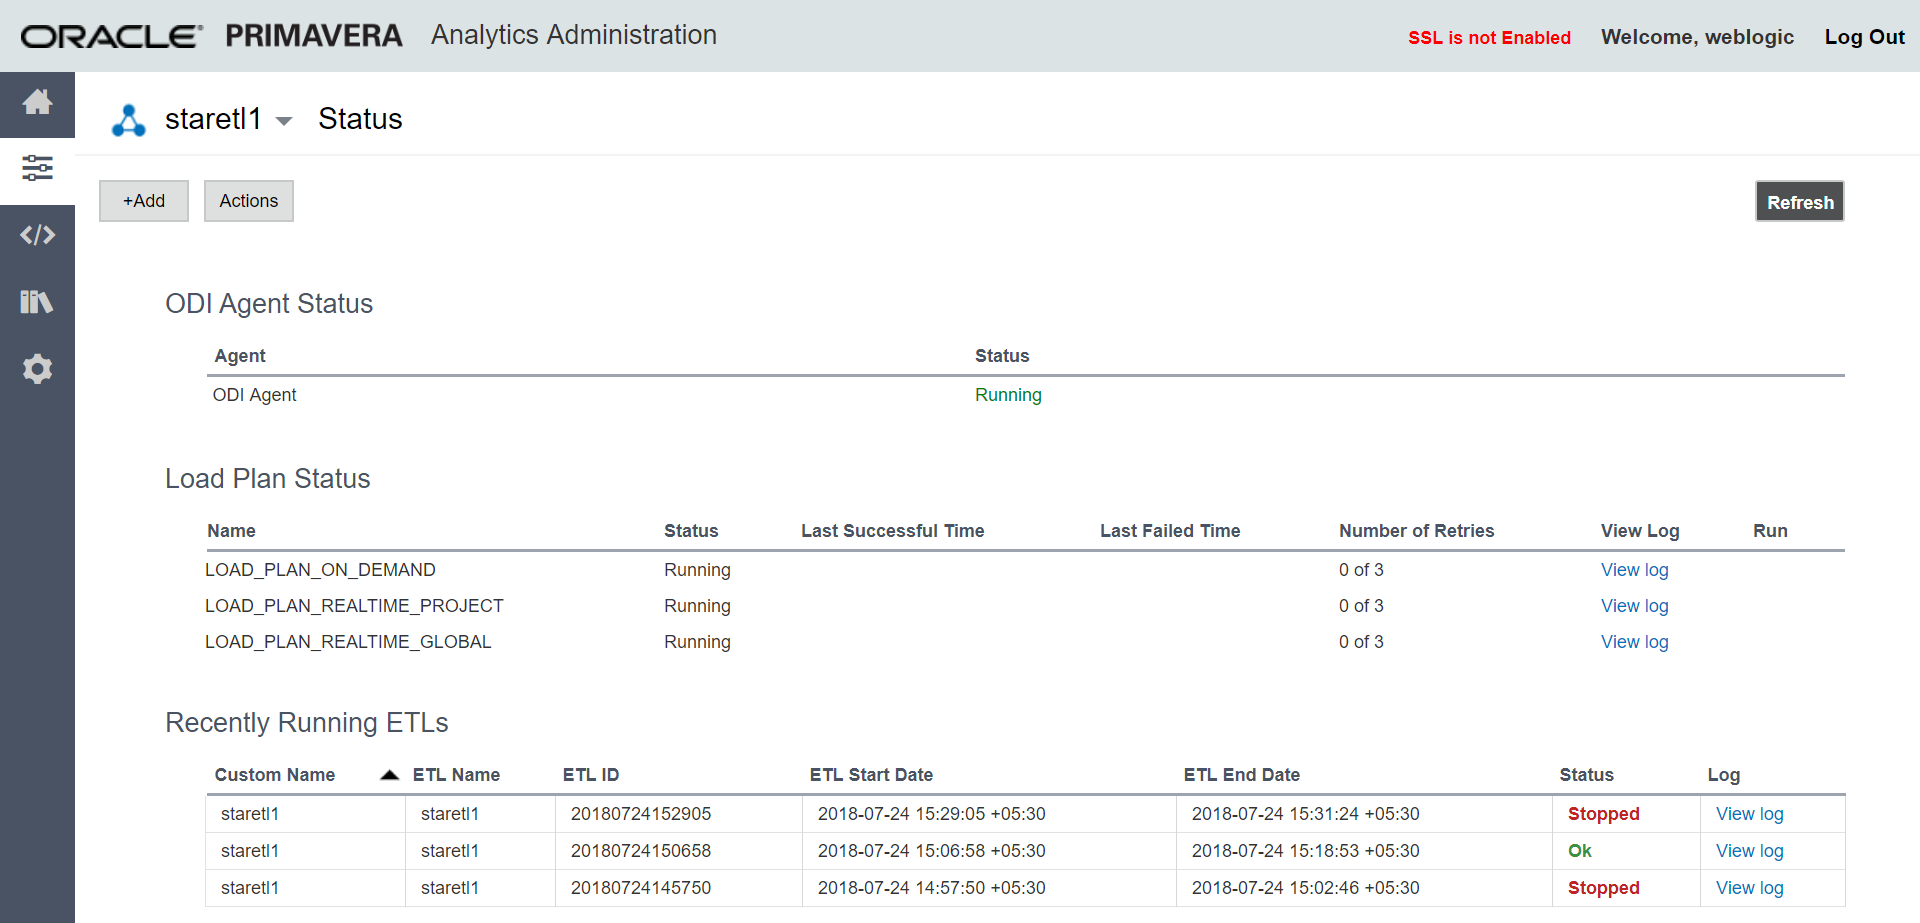 ORACLE® PRIMAVERA Analytics Administration SSL is not Enabled Welcome, weblogic Log Out
staretl1 Status
+Add Actions Refresh
ODI Agent Status
Agent Status
ODI Agent Running
Load Plan Status
Name Status Last Successful Time Last Failed Time Number of Retries View Log Run
LOAD_PLAN_ON_DEMAND Running 0 of 3 View log
LOAD_PLAN_REALTIME_PROJECT Running 0 of 3 View log
LOAD_PLAN_REALTIME_GLOBAL Running 0 of 3 View log
Recently Running ETLs
Custom Name ETL Name ETL ID ETL Start Date ETL End Date Status Log
staretl1 staretl1 20180724152905 2018-07-24 15:29:05 +05:30 2018-07-24 15:31:24 +05:30 Stopped View log
staretl1 staretl1 20180724150658 2018-07-24 15:06:58 +05:30 2018-07-24 15:18:53 +05:30 Ok View log
staretl1 staretl1 20180724145750 2018-07-24 14:57:50 +05:30 2018-07-24 15:02:46 +05:30 Stopped View log